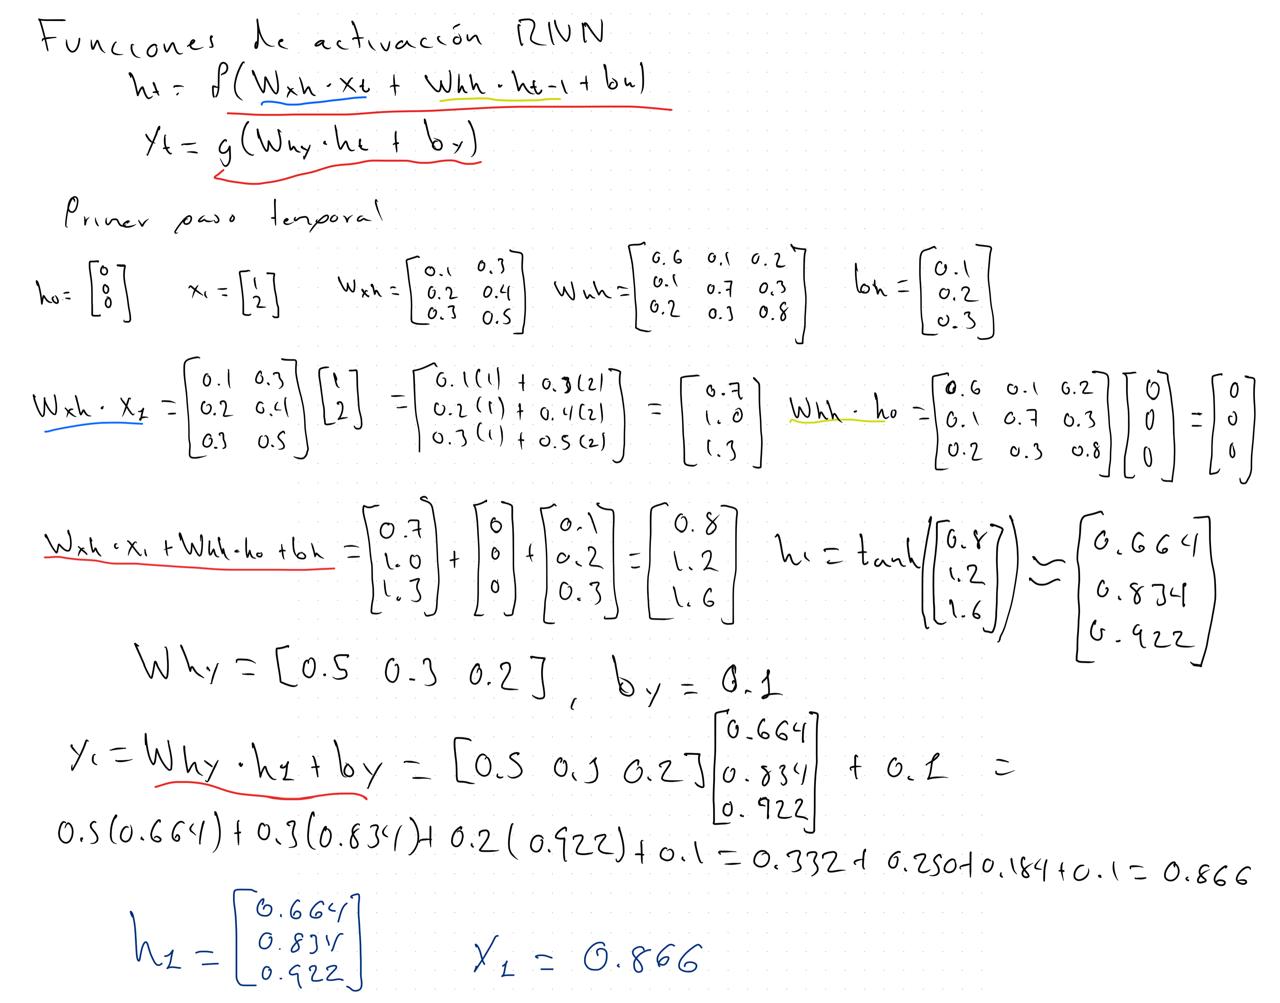 Funciones de activación RNN
ht = f(Wxh · xt + Whh · ht-1 + bh)
Yt = g(Why · ht + by)
Primer paso temporal
h0 = [0 0 0] x1 = [1 2] Wxh = [0.1 0.3; 0.2 0.4; 0.3 0.5] Whh = [0.6 0.1 0.2; 0.1 0.7 0.3; 0.2 0.3 0.8] bh = [0.1 0.2 0.3]
Wxh · x1 = [0.1 0.3; 0.2 0.4; 0.3 0.5] [1 2] = [0.1(1) + 0.3(2); 0.2(1) + 0.4(2); 0.3(1) + 0.5(2)] = [0.7 1.0 1.3] Whh · h0 = [0.6 0.1 0.2; 0.1 0.7 0.3; 0.2 0.3 0.8] [0 0 0] = [0 0 0]
Wxh · x1 + Whh · h0 + bh = [0.7 1.0 1.3] + [0 0 0] + [0.1 0.2 0.3] = [0.8 1.2 1.6] h1 = tanh([0.8 1.2 1.6]) ≈ [0.664 0.834 0.922]
Why = [0.5 0.3 0.2], by = 0.1
y1 = Why · h1 + by = [0.5 0.3 0.2] [0.664 0.834 0.922] + 0.1 =
0.5(0.664) + 0.3(0.834) + 0.2(0.922) + 0.1 = 0.332 + 0.250 + 0.184 + 0.1 = 0.866
h1 = [0.664 0.834 0.922] Y1 = 0.866